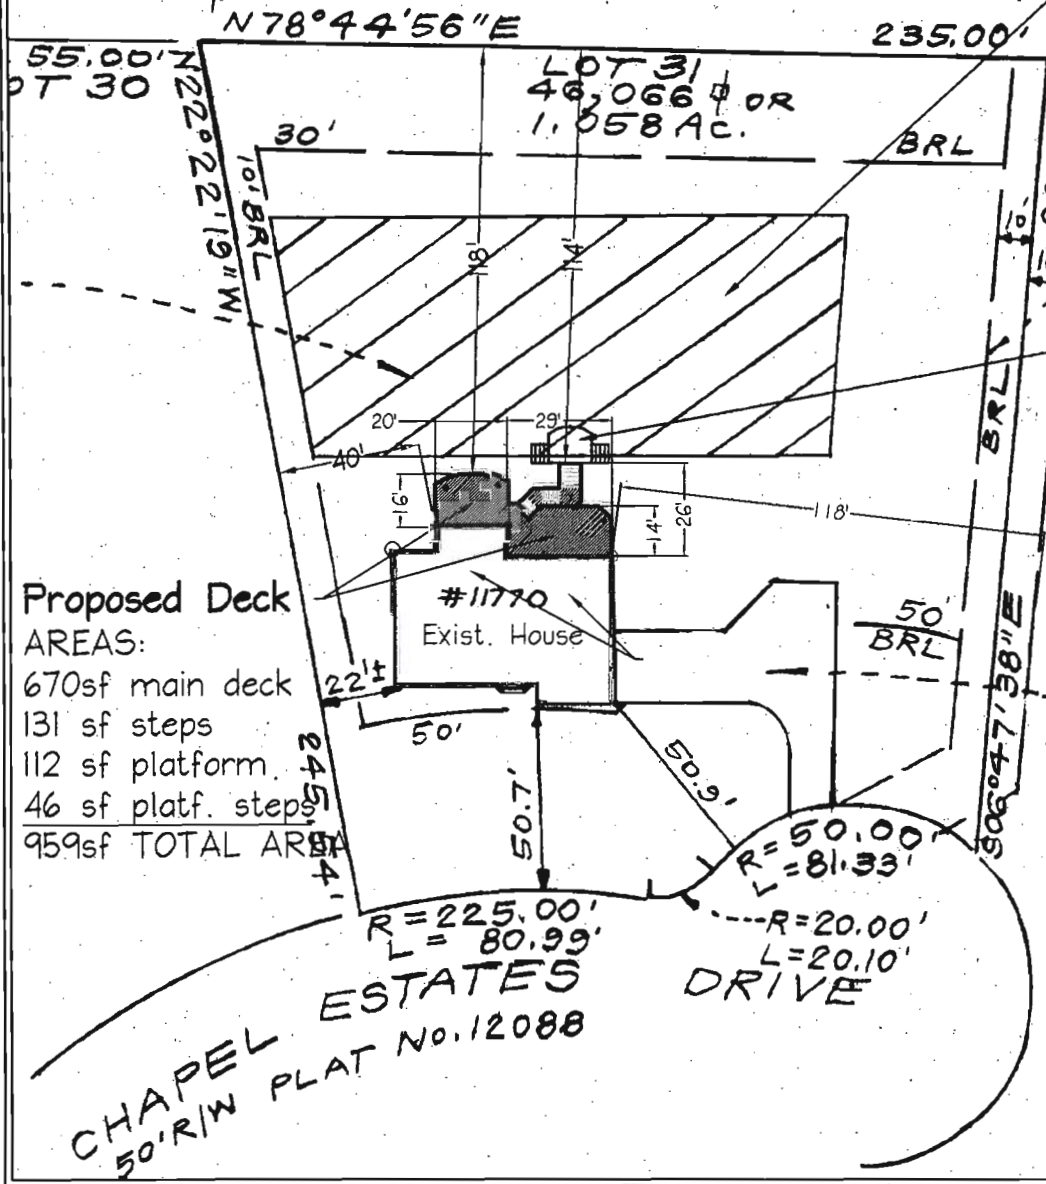 N78°44'56"E
235.00'
55.00'
OT 30
N22°22'19"W
LOT 31
46,066 ⏍ OR
1.058 Ac.
30'
BRL
10' BRL
10'
118'
114'
BRL
20'
29'
40'
16'
14'
26'
118'
Proposed Deck
AREAS:
670sf main deck
131 sf steps
112 sf platform
46 sf platf. steps
959sf TOTAL AREA
#11770
Exist. House
50'
BRL
22'±
50'
50.7'
50.9'
S06°47'38"E
245.54'
R=50.00'
L=81.33'
R=225.00'
L= 80.99'
R=20.00'
L=20.10'
CHAPEL ESTATES DRIVE
50' R/W PLAT No.12088